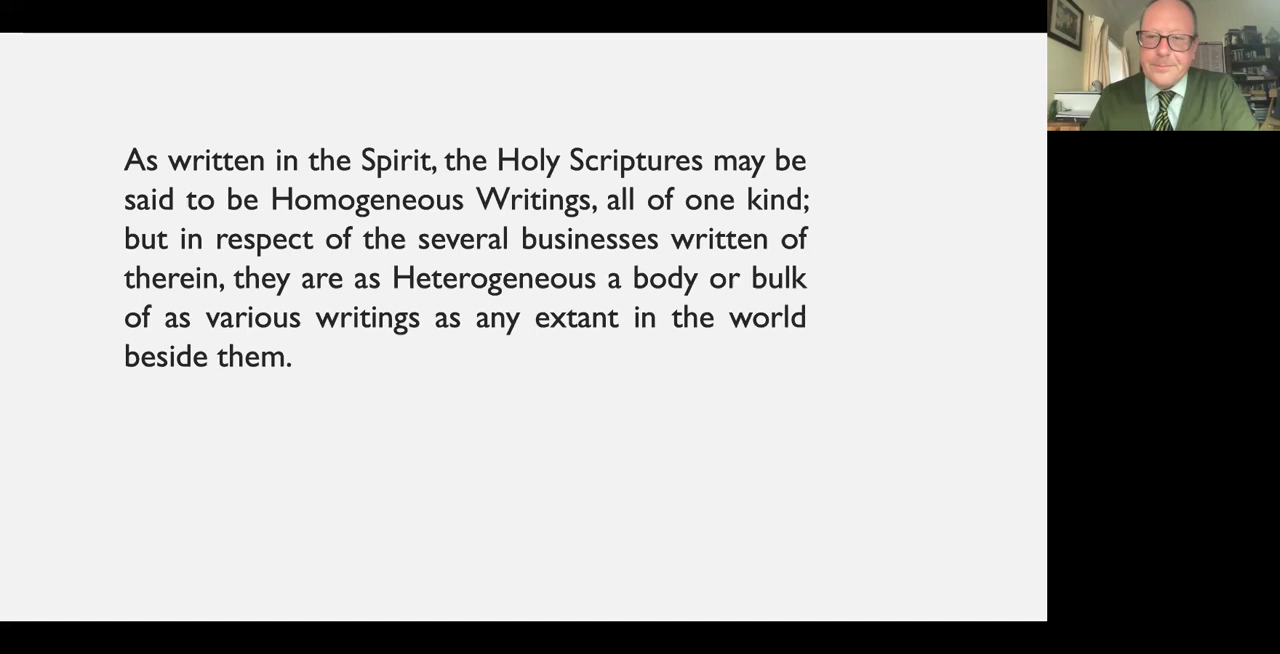 As written in the Spirit, the Holy Scriptures may be
said to be Homogeneous Writings, all of one kind;
but in respect of the several businesses written of
therein, they are as Heterogeneous a body or bulk
of as various writings as any extant in the world
beside them.